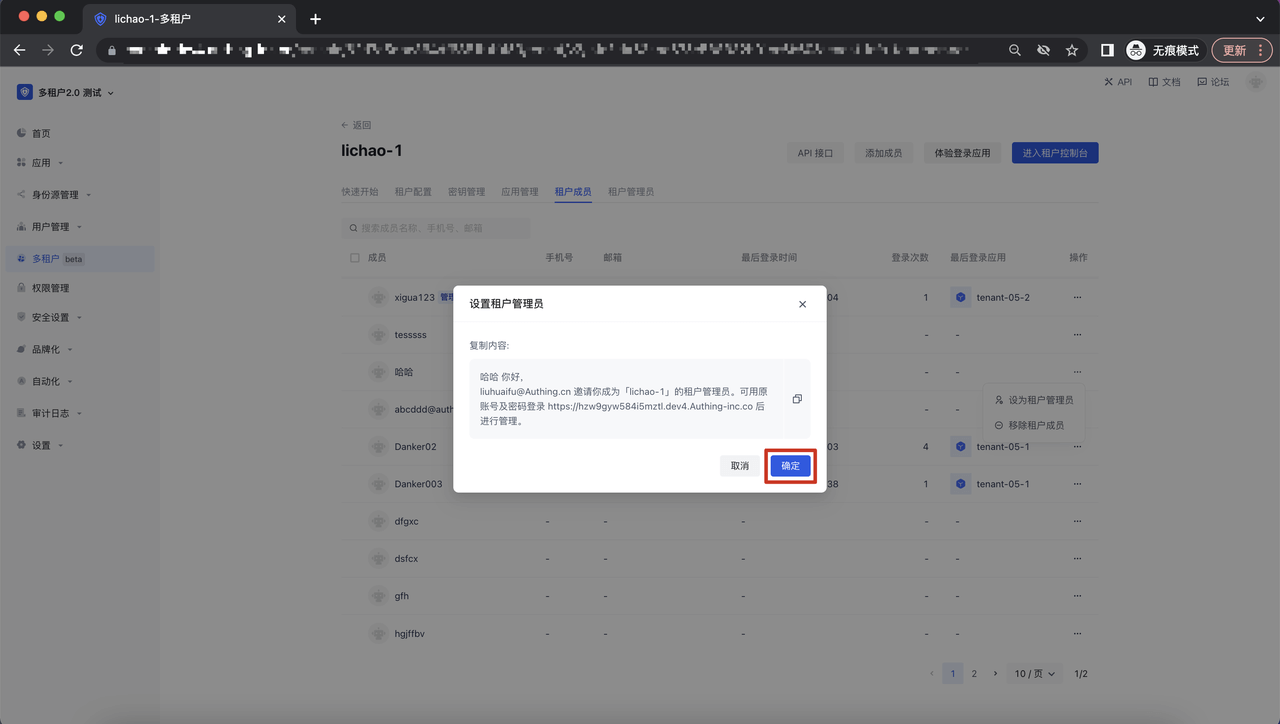 lichao-1-多租户
无痕模式
更新
多租户2.0 测试
API
文档
论坛
首页
应用
身份源管理
用户管理
多租户 beta
权限管理
安全设置
品牌化
自动化
审计日志
设置
返回
lichao-1
API 接口
添加成员
体验登录应用
进入租户控制台
快速开始
租户配置
密钥管理
应用管理
租户成员
租户管理员
搜索成员名称、手机号、邮箱
成员 手机号 邮箱 最后登录时间 登录次数 最后登录应用 操作
xigua123 管理 04 1 tenant-05-2 ···
tesssss - - ···
哈哈 - - ···
abcddd@auth - -
Danker02 03 4 tenant-05-1 ···
Danker003 38 1 tenant-05-1 ···
dfgxc - - - - - ···
dsfcx - - - - - ···
gfh - - - - - ···
hgjffbv - - - - - ···
设为租户管理员
移除租户成员
设置租户管理员
复制内容:
哈哈 你好,
liuhuaifu@Authing.cn 邀请你成为「lichao-1」的租户管理员。可用原
账号及密码登录 https://hzw9gyw584i5mztl.dev4.Authing-inc.co 后
进行管理。
取消
确定
1 2 10 / 页 1/2